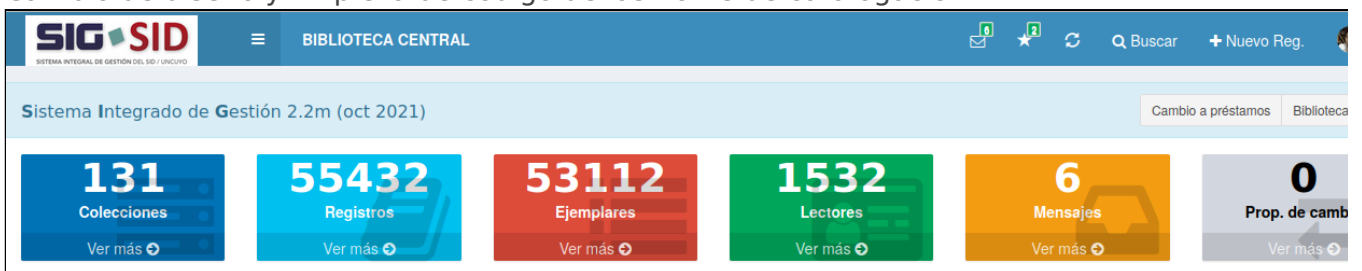 SIG SID
SISTEMA INTEGRAL DE GESTIÓN DEL SID / UNCUYO
BIBLIOTECA CENTRAL
6
2
Buscar
Nuevo Reg.
Sistema Integrado de Gestión 2.2m (oct 2021)
Cambio a préstamos
Biblioteca
131
Colecciones
Ver más
55432
Registros
Ver más
53112
Ejemplares
Ver más
1532
Lectores
Ver más
6
Mensajes
Ver más
0
Prop. de camb
Ver más